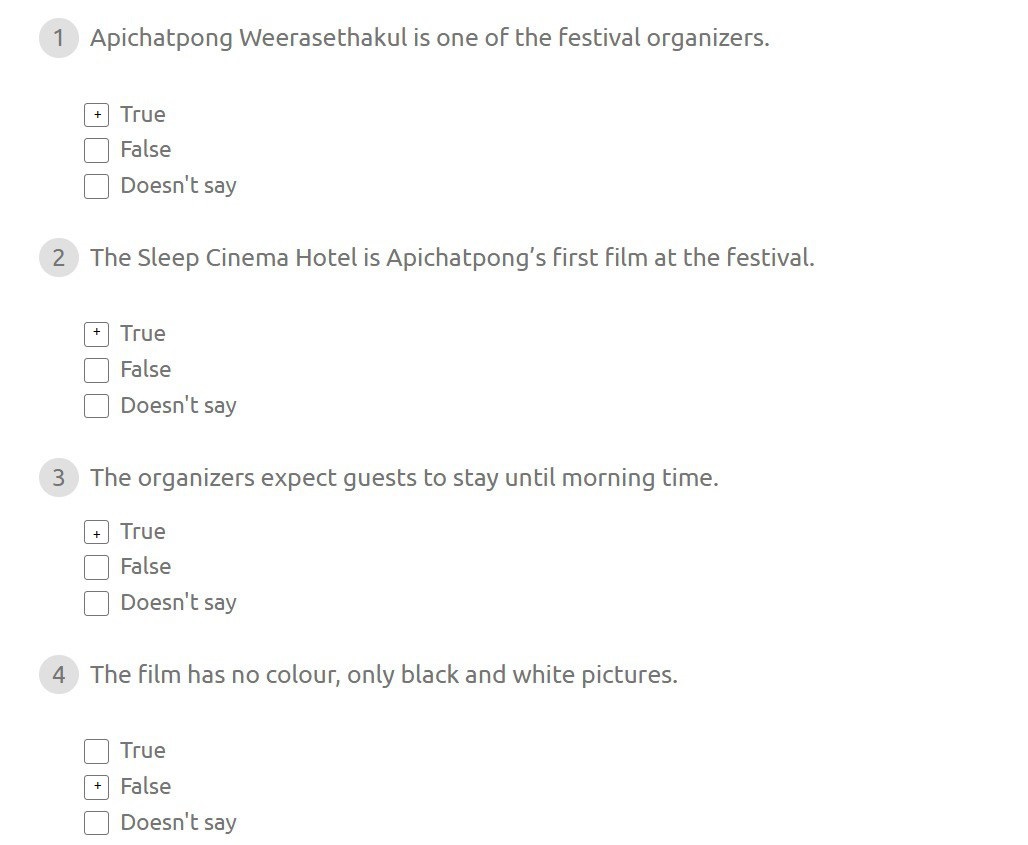 1 Apichatpong Weerasethakul is one of the festival organizers.
+ True
False
Doesn't say
2 The Sleep Cinema Hotel is Apichatpong’s first film at the festival.
+ True
False
Doesn't say
3 The organizers expect guests to stay until morning time.
+ True
False
Doesn't say
4 The film has no colour, only black and white pictures.
True
+ False
Doesn't say